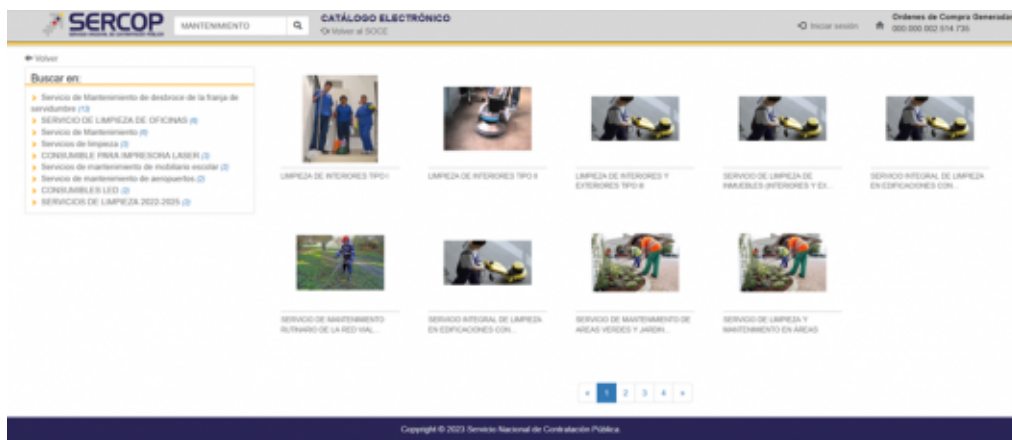 SERCOP
SERVICIO NACIONAL DE CONTRATACIÓN PÚBLICA
MANTENIMIENTO
CATÁLOGO ELECTRÓNICO
Volver al SOCE
Iniciar sesión
Ordenes de Compra Generadas
000.000.002.514.735
Volver
Buscar en:
Servicio de Mantenimiento de desbroce de la franja de
servidumbre (13)
SERVICIO DE LIMPIEZA DE OFICINAS
Servicio de Mantenimiento
Servicios de limpieza
CONSUMIBLE PARA IMPRESORA LASER
Servicios de mantenimiento de mobiliario escolar
Servicio de mantenimiento de aeropuertos (2)
CONSUMIBLES LED
SERVICIOS DE LIMPIEZA 2022-2025
LIMPIEZA DE INTERIORES TIPO I
LIMPIEZA DE INTERIORES TIPO II
LIMPIEZA DE INTERIORES Y
EXTERIORES TIPO III
SERVICIO DE LIMPIEZA DE
INMUEBLES (INTERIORES Y EX...
SERVICIO INTEGRAL DE LIMPIEZA
EN EDIFICACIONES CON...
SERVICIO DE MANTENIMIENTO
RUTINARIO DE LA RED VIAL...
SERVICIO INTEGRAL DE LIMPIEZA
EN EDIFICACIONES CON...
SERVICIO DE MANTENIMIENTO DE
AREAS VERDES Y JARDIN...
SERVICIO DE LIMPIEZA Y
MANTENIMIENTO EN AREAS
« 1 2 3 4 »
Copyright © 2023 Servicio Nacional de Contratación Pública.